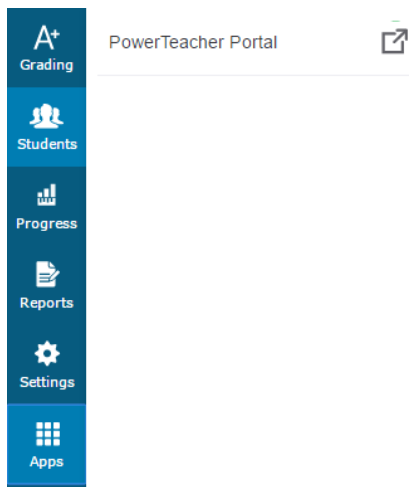 A+
Grading
PowerTeacher Portal
Students
Progress
Reports
Settings
Apps